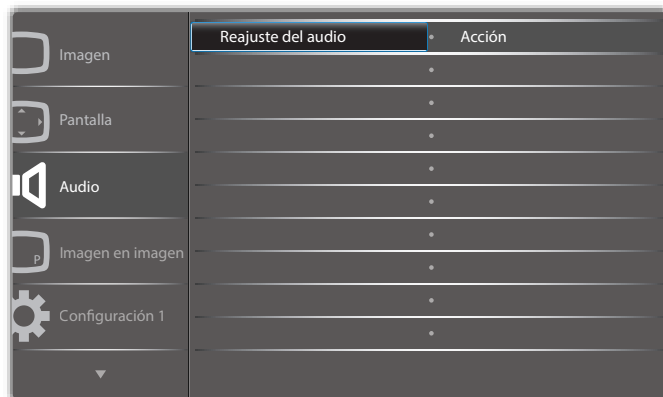 Imagen
Pantalla
Audio
P
Imagen en imagen
Configuración 1
Reajuste del audio
Acción